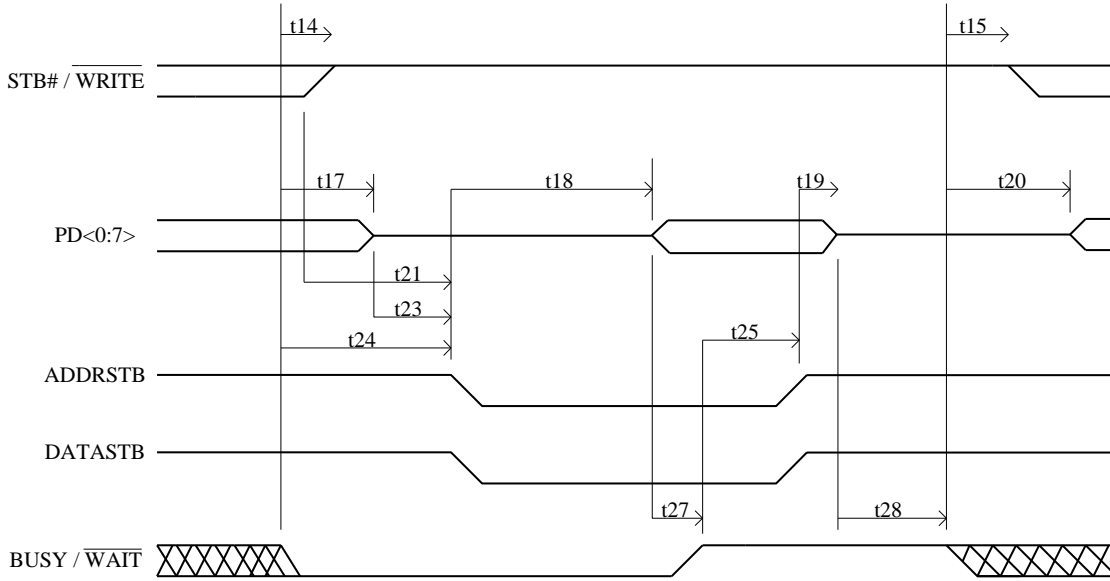 t14 t15
STB# / WRITE
t17 t18 t19 t20
PD<0:7>
t21
t23
t24 t25
ADDRSTB
DATASTB
t27 t28
BUSY / WAIT